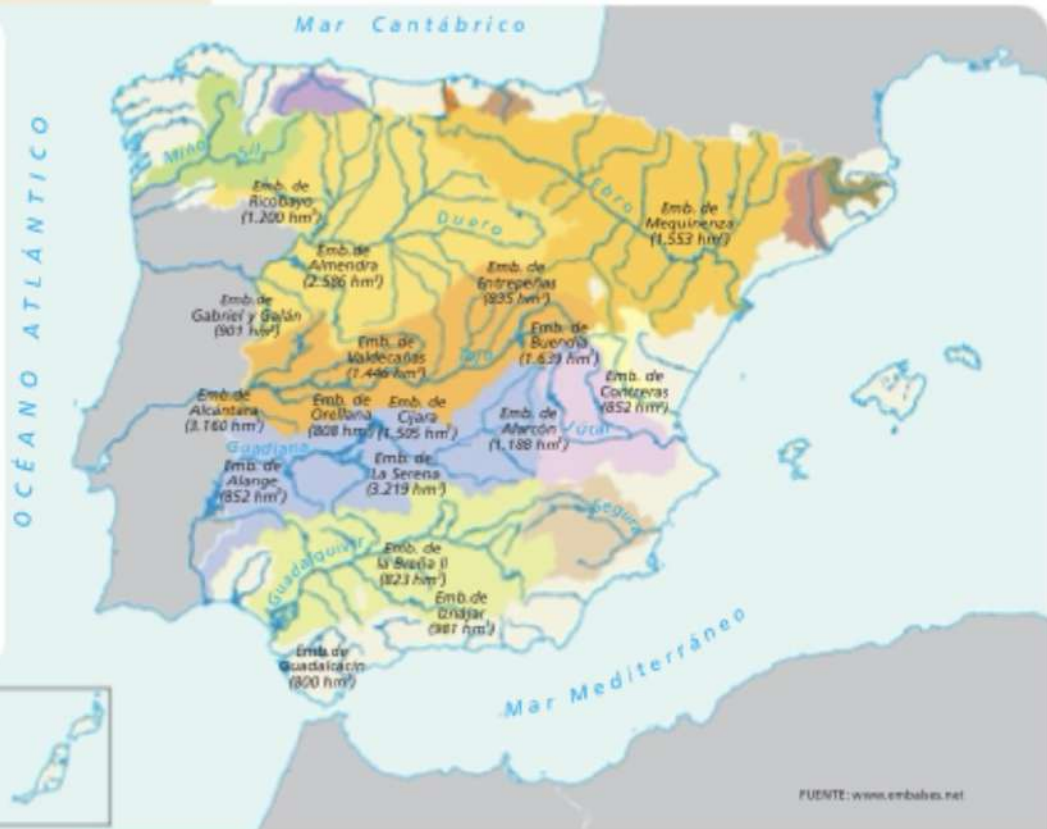 Mar Cantábrico
OCÉANO ATLÁNTICO
Miño
Sil
Emb. de
Ricobayo
(1.200 hm³)
Duero
Ebro
Emb. de
Mequinenza
(1.553 hm³)
Emb. de
Almendra
(2.586 hm³)
Emb. de
Entrepeñas
(835 hm³)
Emb. de
Gabriel y Galán
(901 hm³)
Emb. de
Valdecañas
(1.446 hm³)
Tajo
Emb. de
Buendía
(1.639 hm³)
Emb. de
Contreras
(852 hm³)
Emb. de
Alcántara
(3.160 hm³)
Emb. de
Orellana
(808 hm³)
Emb. de
Cíjara
(1.505 hm³)
Emb. de
Alarcón
(1.188 hm³)
Júcar
Guadiana
Emb. de
Alange
(852 hm³)
Emb. de
La Serena
(3.219 hm³)
Segura
Guadalquivir
Emb. de
la Breña II
(823 hm³)
Emb. de
Iznájar
(981 hm³)
Emb. de
Guadalcacín
(800 hm³)
Mar Mediterráneo
FUENTE: www.embalses.net